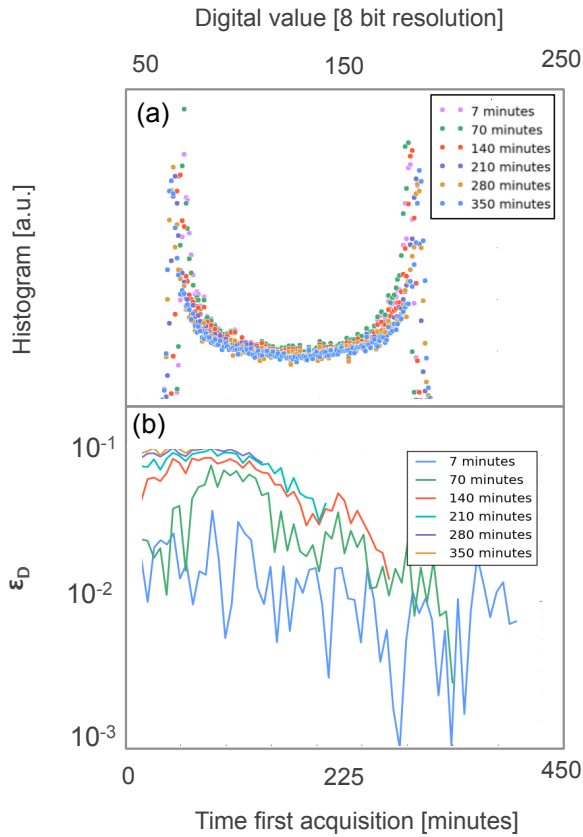 Digital value [8 bit resolution]
50 150 250
(a)
7 minutes
70 minutes
140 minutes
210 minutes
280 minutes
350 minutes
Histogram [a.u.]
(b)
10^-1
7 minutes
70 minutes
140 minutes
210 minutes
280 minutes
350 minutes
ε_D
10^-2
10^-3
0 225 450
Time first acquisition [minutes]